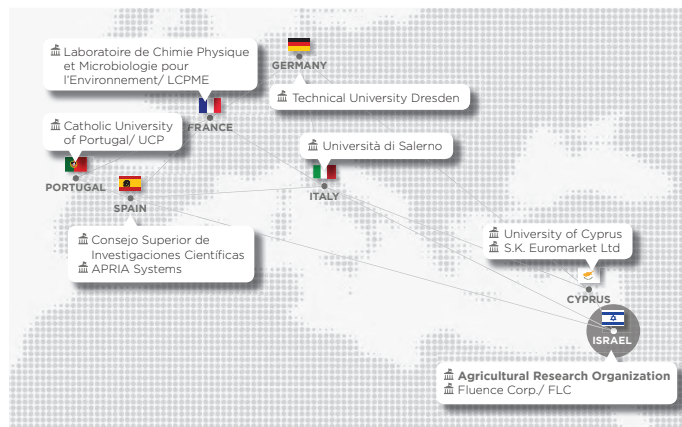 Laboratoire de Chimie Physique
et Microbiologie pour
l'Environnement/ LCPME
GERMANY
Technical University Dresden
FRANCE
Catholic University
of Portugal/ UCP
Università di Salerno
PORTUGAL
SPAIN
ITALY
Consejo Superior de
Investigaciones Científicas
APRIA Systems
University of Cyprus
S.K. Euromarket Ltd
CYPRUS
ISRAEL
Agricultural Research Organization
Fluence Corp./ FLC